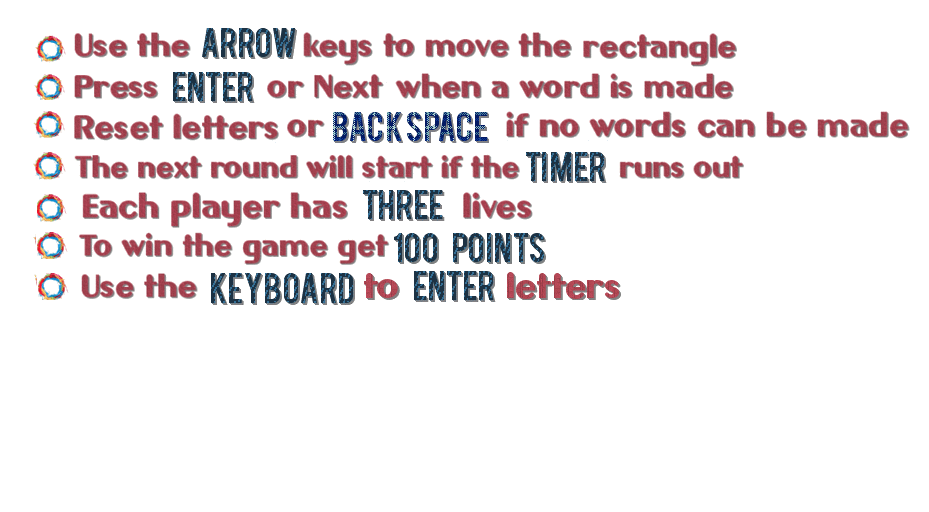 Use the ARROW keys to move the rectangle
Press ENTER or Next when a word is made
Reset letters or BACKSPACE if no words can be made
The next round will start if the TIMER runs out
Each player has THREE lives
To win the game get 100 POINTS
Use the KEYBOARD to ENTER letters